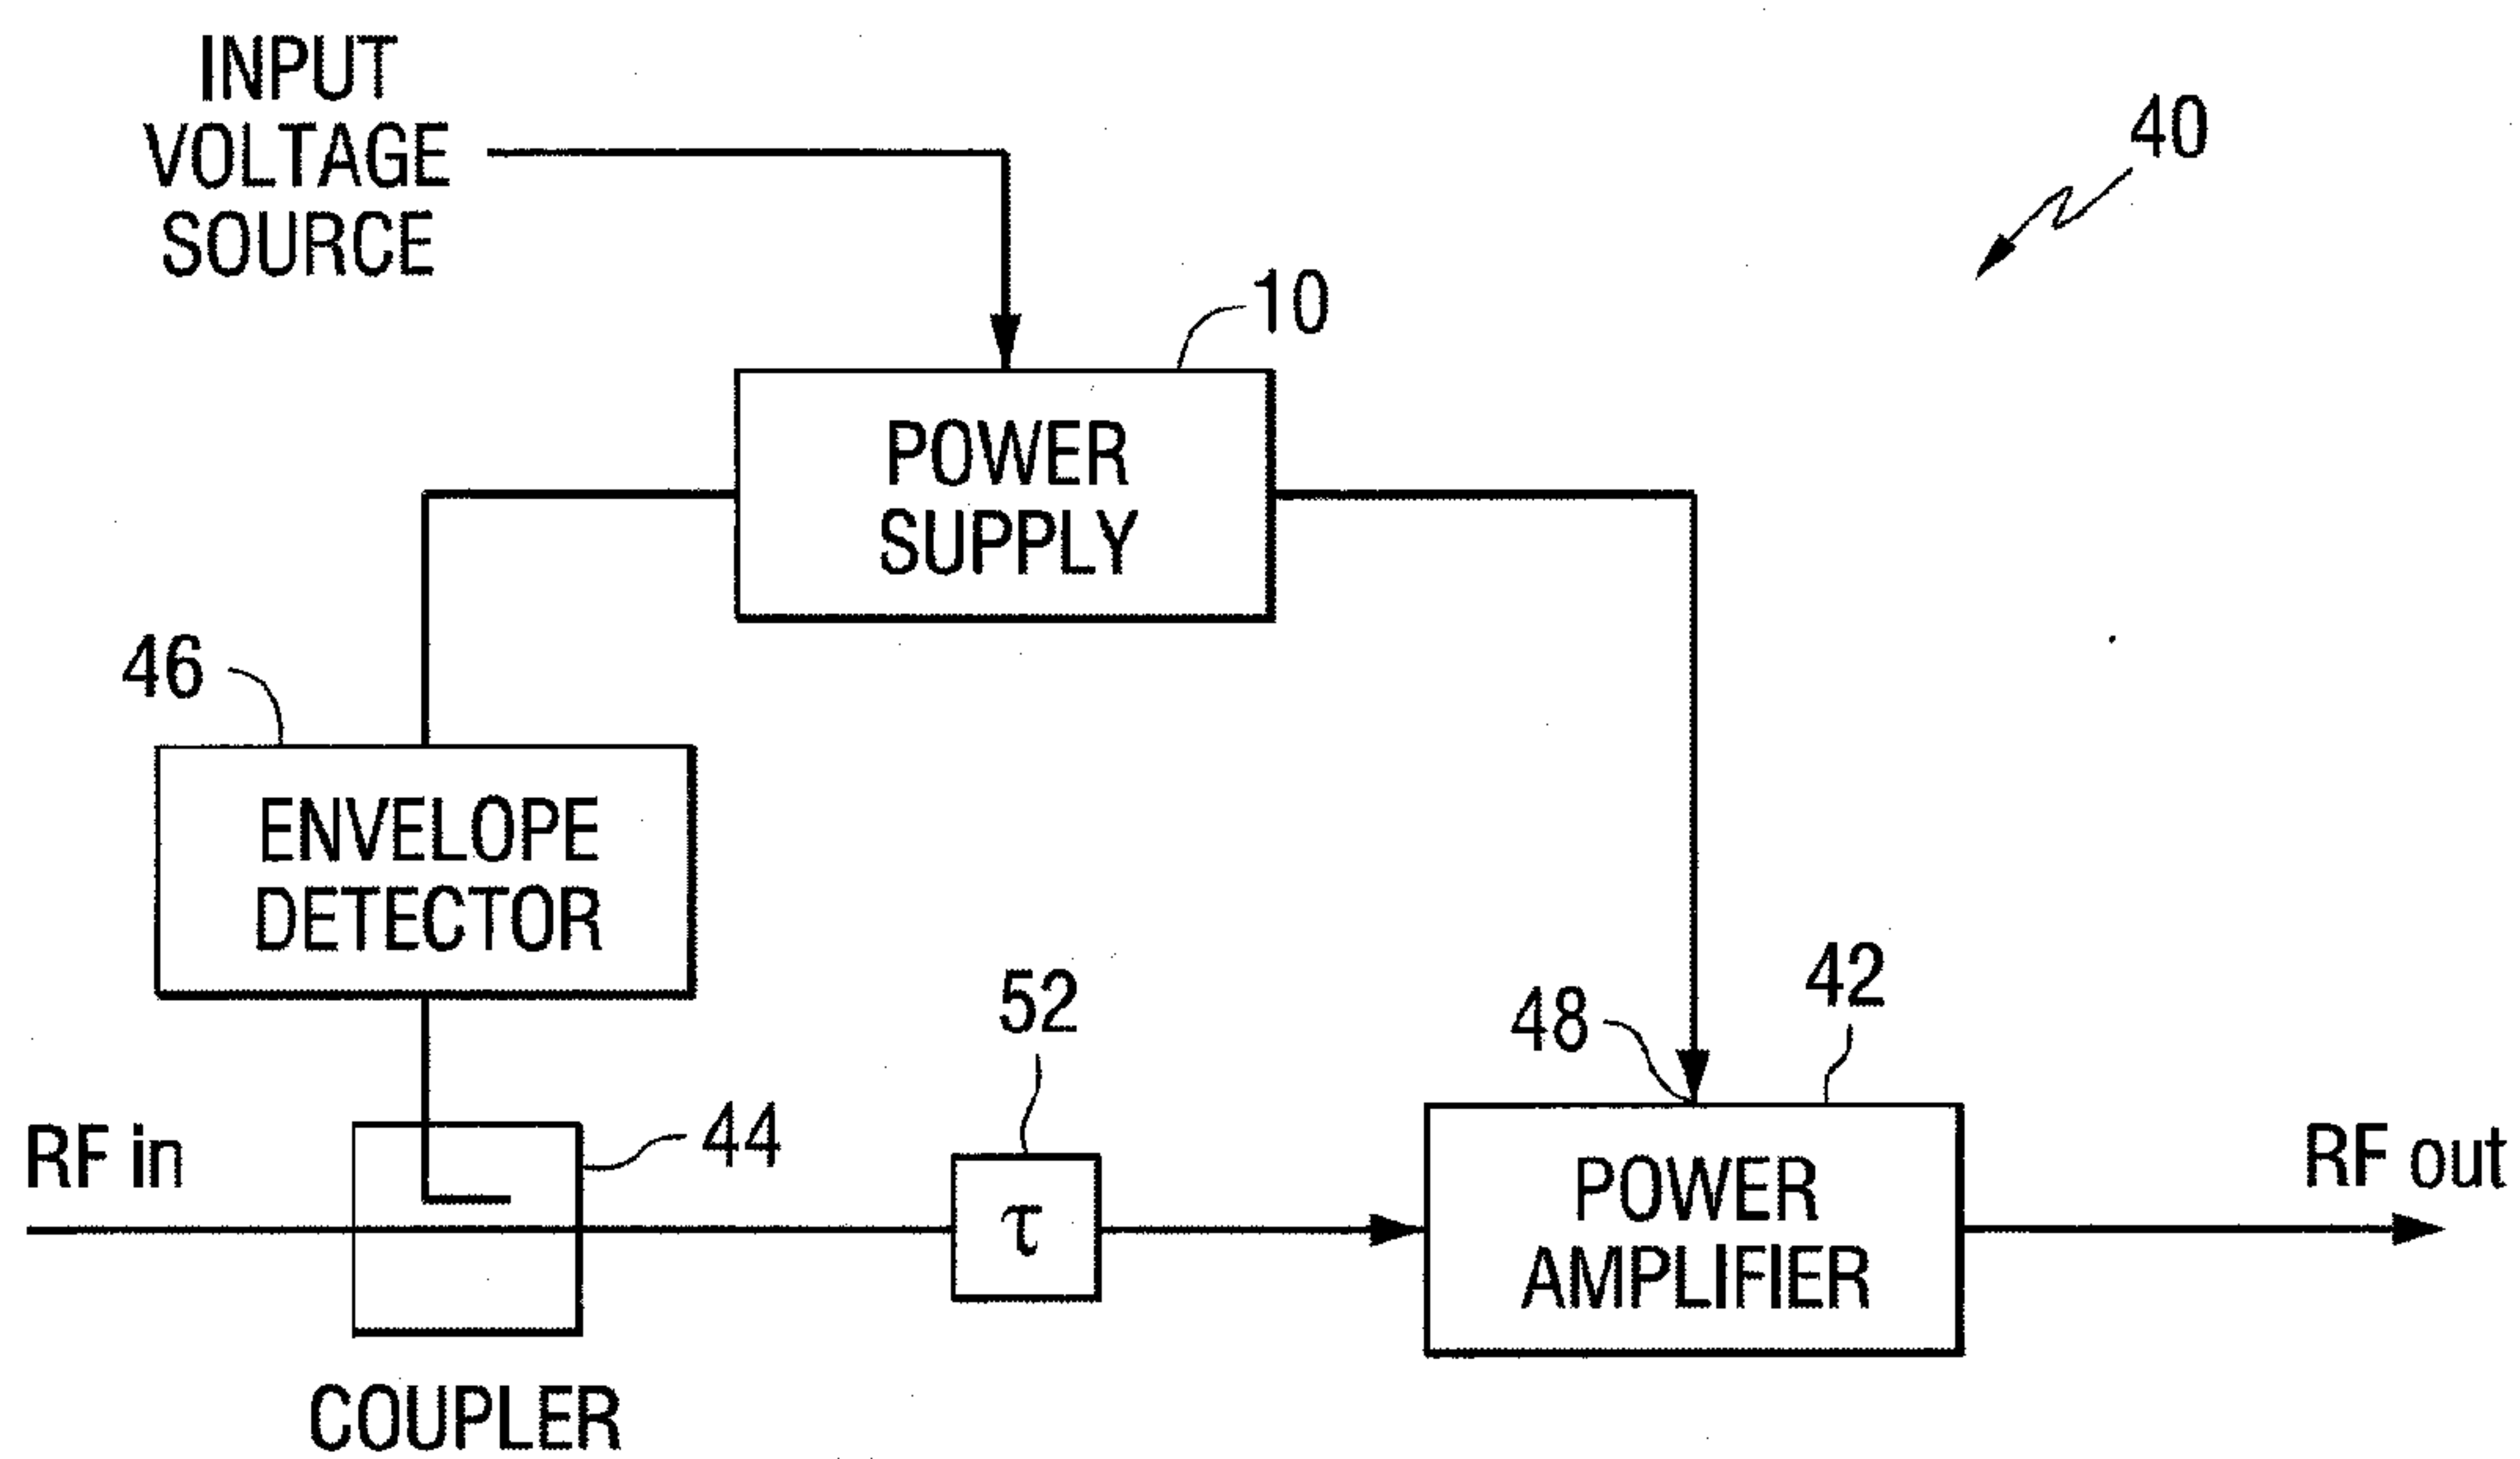 INPUT
VOLTAGE
SOURCE
40
10
POWER
SUPPLY
46
ENVELOPE
DETECTOR
52
48
42
RF in
44
τ
POWER
AMPLIFIER
RF out
COUPLER